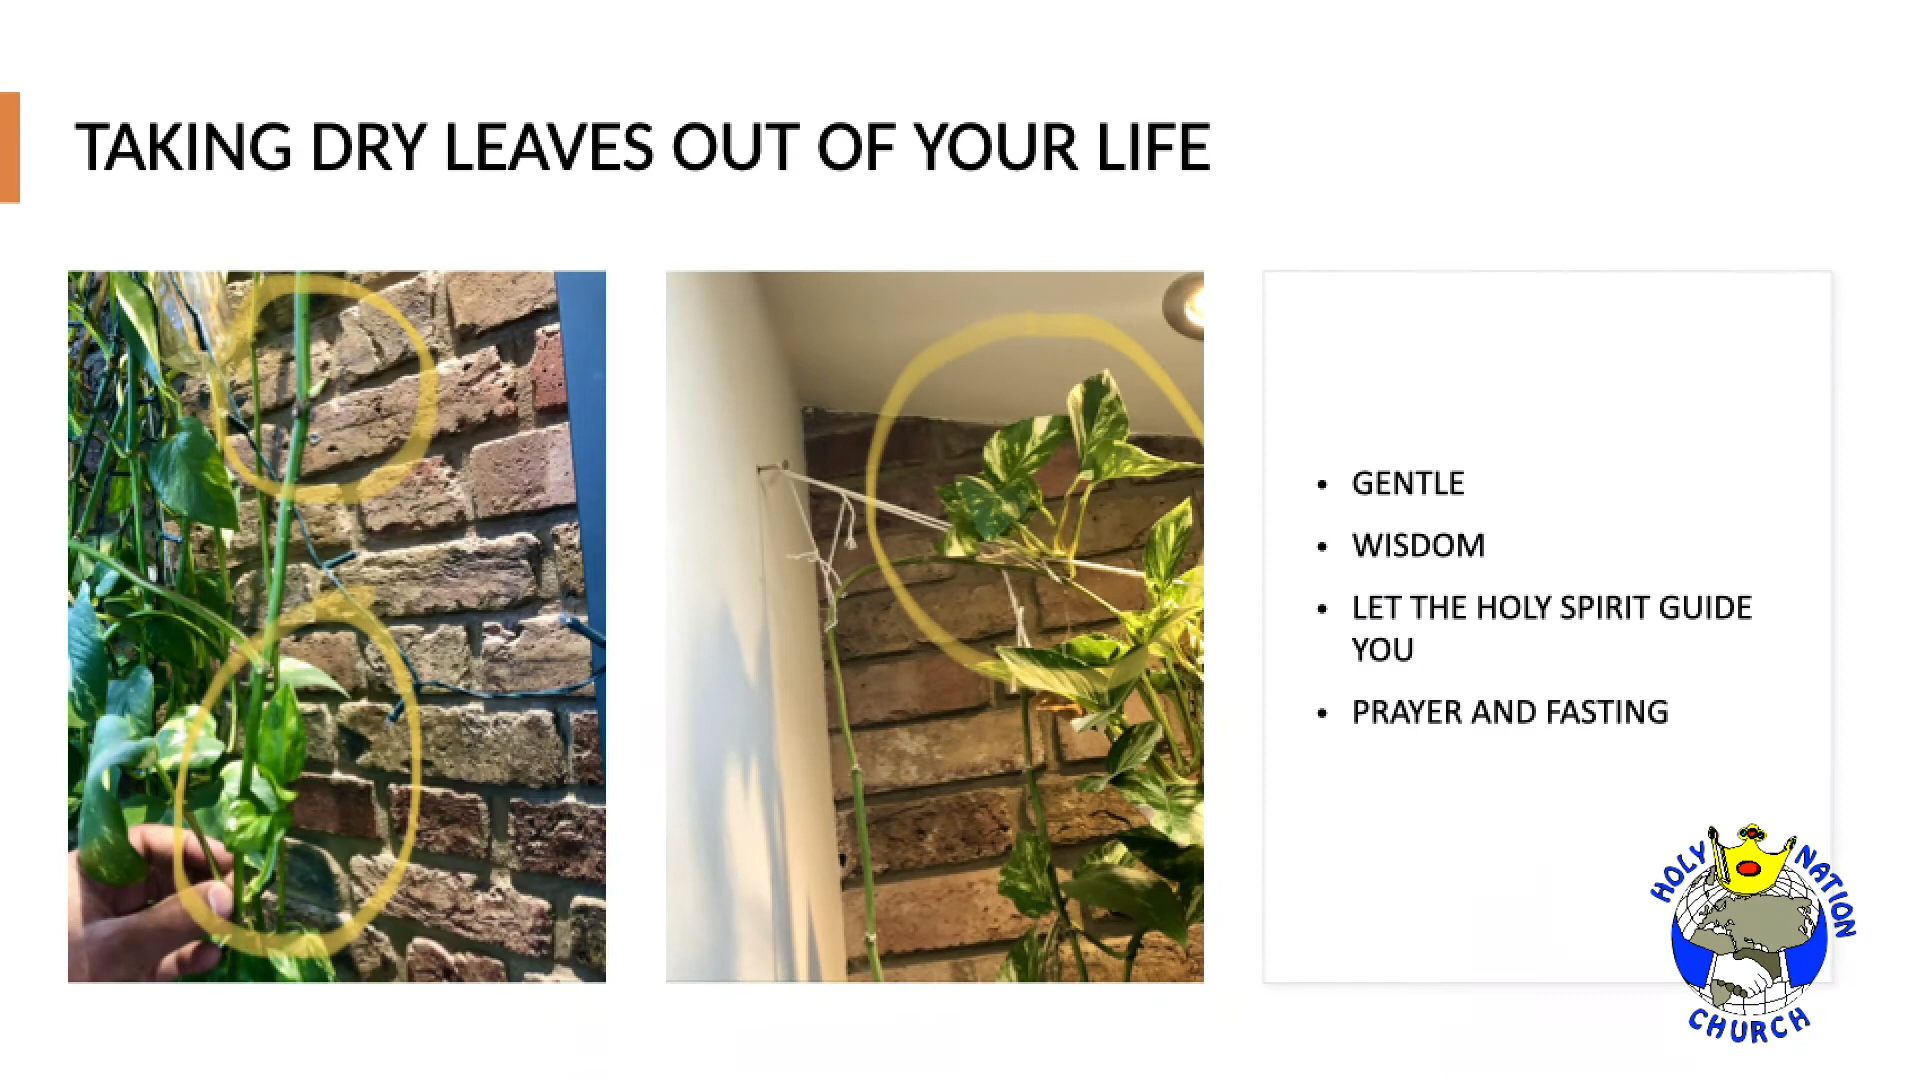 TAKING DRY LEAVES OUT OF YOUR LIFE
• GENTLE
• WISDOM
• LET THE HOLY SPIRIT GUIDE
YOU
• PRAYER AND FASTING
HOLY NATION
CHURCH